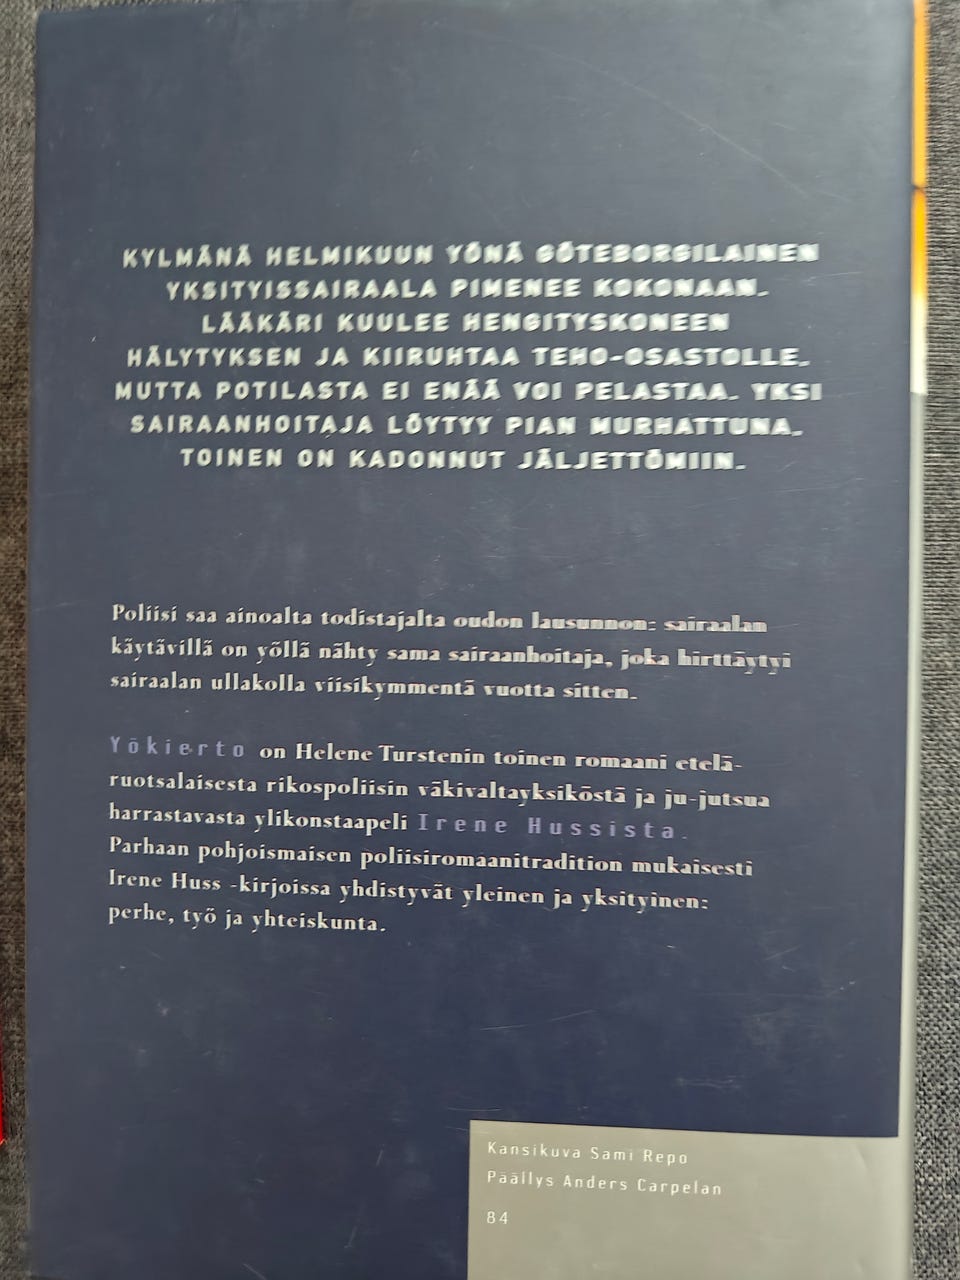 KYLMÄNÄ HELMIKUUN YÖNÄ GÖTEBORGILAINEN
YKSITYISSAIRAALA PIMENEE KOKONAAN.
LÄÄKÄRI KUULEE HENGITYSKONEEN
HÄLYTYKSEN JA KIIRUHTAA TEHO-OSASTOLLE.
MUTTA POTILASTA EI ENÄÄ VOI PELASTAA. YKSI
SAIRAANHOITAJA LÖYTYY PIAN MURHATTUNA.
TOINEN ON KADONNUT JÄLJETTÖMIIN.
Poliisi saa ainoalta todistajalta oudon lausunnon: sairaalan
käytävillä on yöllä nähty sama sairaanhoitaja, joka hirttäytyi
sairaalan ullakolla viisikymmentä vuotta sitten.
Yökierto on Helene Turstenin toinen romaani etelä-
ruotsalaisesta rikospoliisin väkivaltayksiköstä ja ju-jutsua
harrastavasta ylikonstaapeli Irene Hussista.
Parhaan pohjoismaisen poliisiromaanitradition mukaisesti
Irene Huss -kirjoissa yhdistyvät yleinen ja yksityinen:
perhe, työ ja yhteiskunta.
Kansikuva Sami Repo
Päällys Anders Carpelan
84